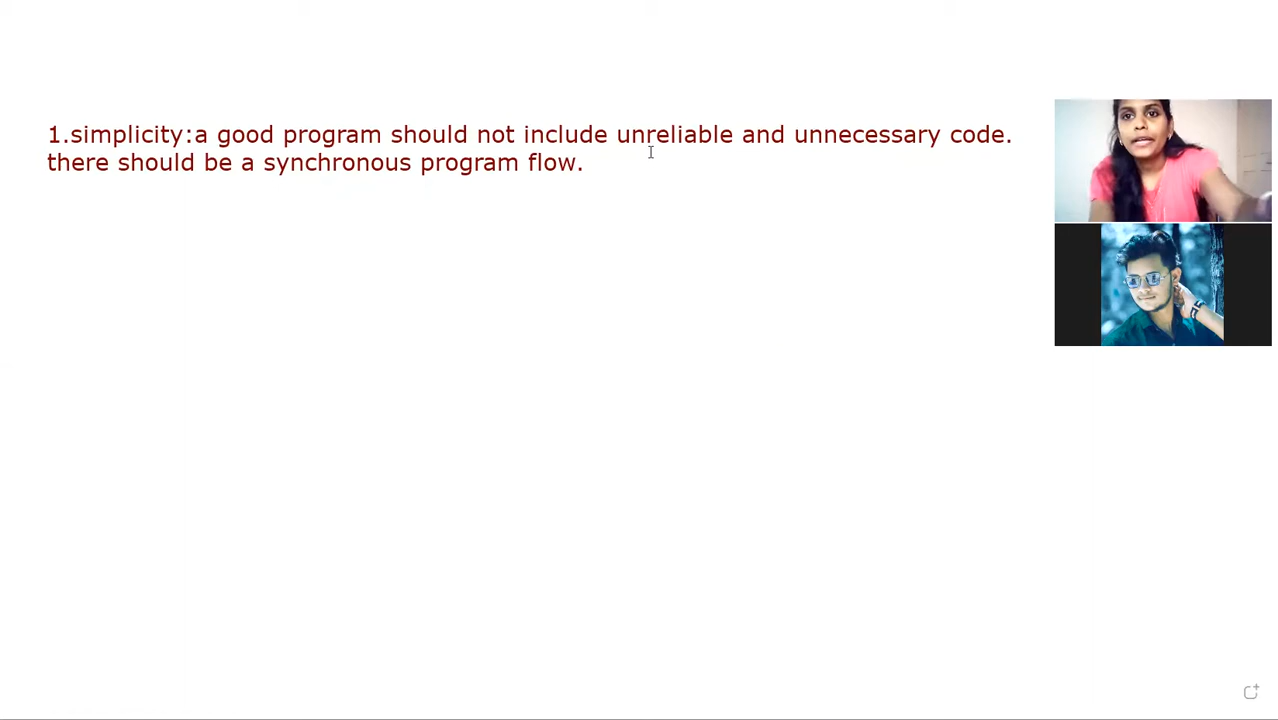 1.simplicity:a good program should not include unreliable and unnecessary code.
there should be a synchronous program flow.